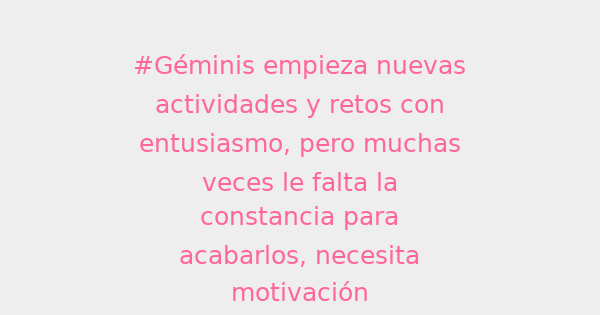 #Géminis empieza nuevas
actividades y retos con
entusiasmo, pero muchas
veces le falta la
constancia para
acabarlos, necesita
motivación